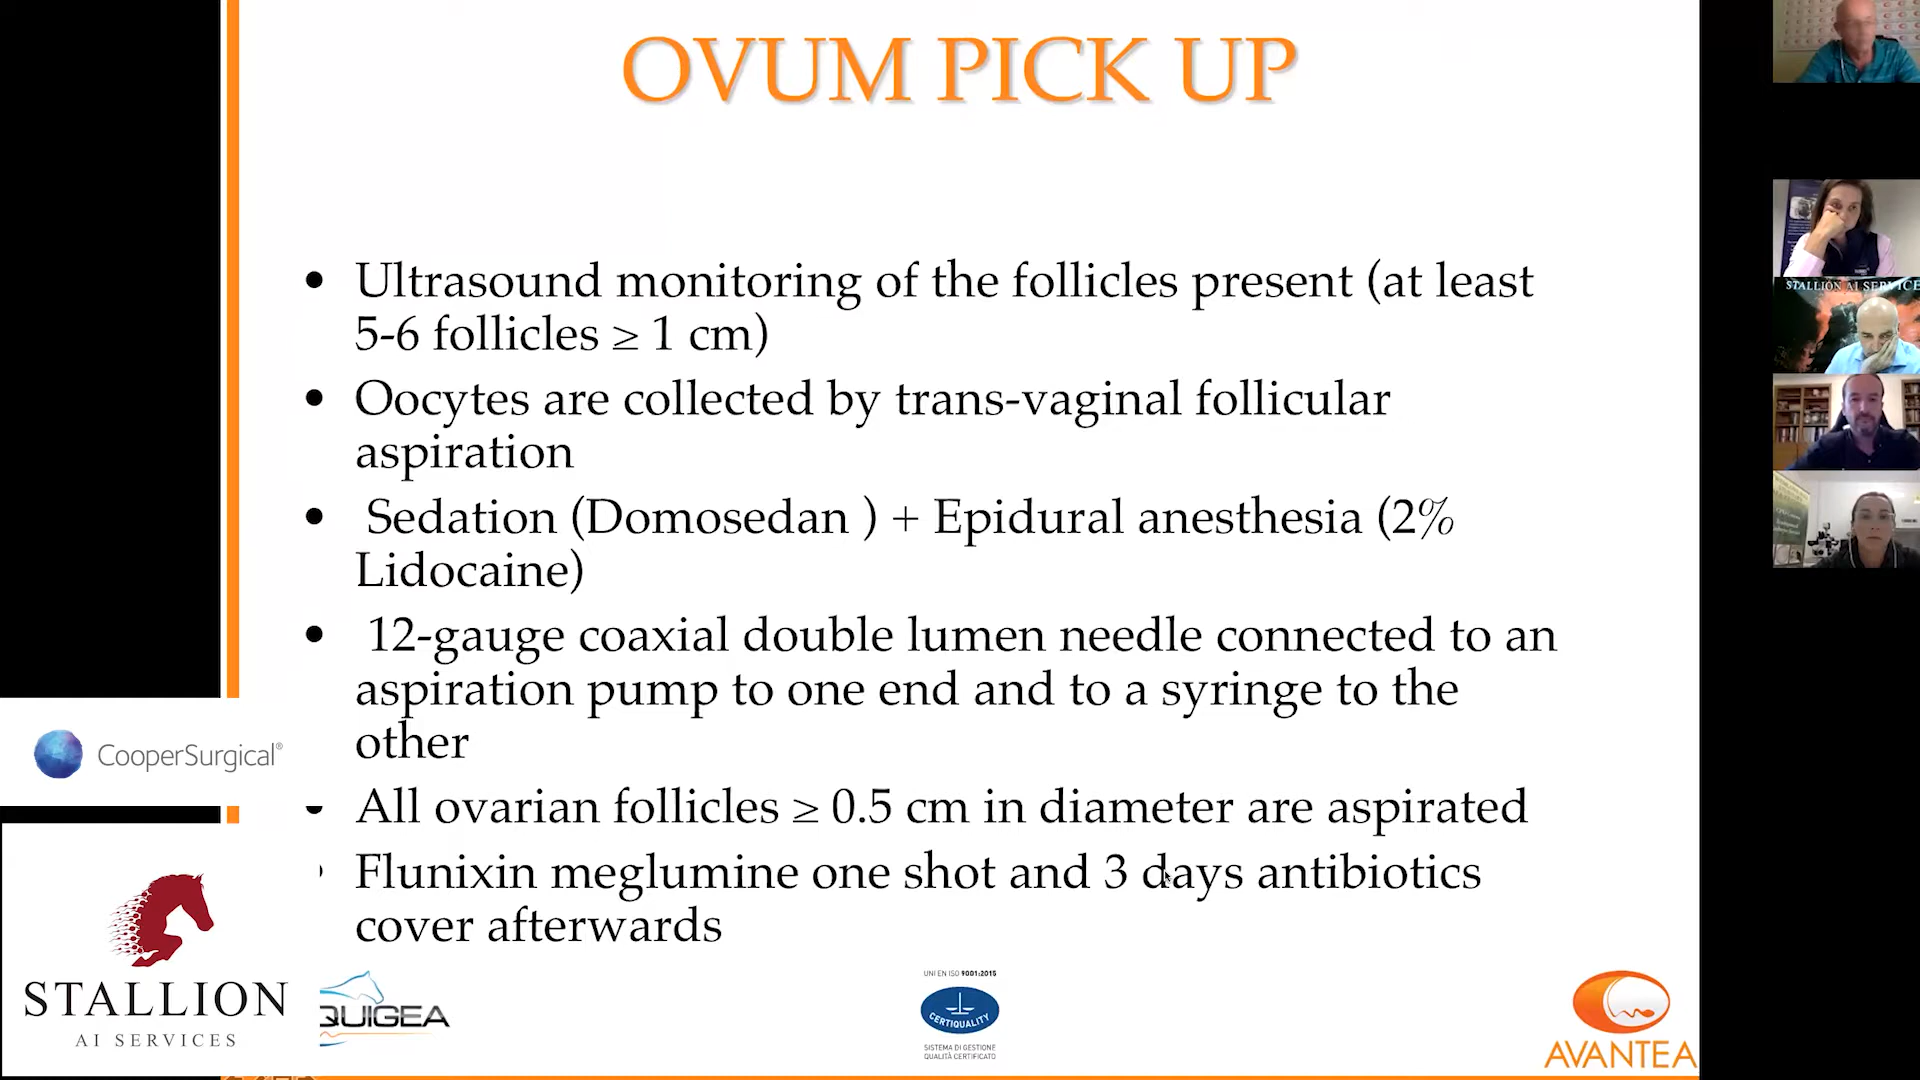 OVUM PICK UP
• Ultrasound monitoring of the follicles present (at least
5-6 follicles ≥ 1 cm)
• Oocytes are collected by trans-vaginal follicular
aspiration
• Sedation (Domosedan ) + Epidural anesthesia (2%
Lidocaine)
• 12-gauge coaxial double lumen needle connected to an
aspiration pump to one end and to a syringe to the
other
• All ovarian follicles ≥ 0.5 cm in diameter are aspirated
• Flunixin meglumine one shot and 3 days antibiotics
cover afterwards
CooperSurgical®
STALLION
AI SERVICES
QUIGEA
UNI EN ISO 9001:2015
CERTIQUALITY
SISTEMA DI GESTIONE
QUALITÀ CERTIFICATO
AVANTEA
STALLION AI SERVICE